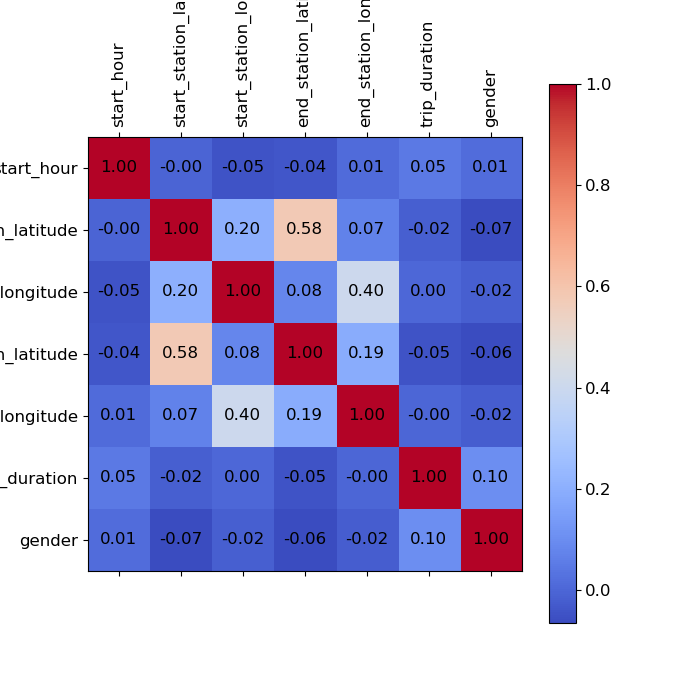 start_hour
start_station_la
start_station_lo
end_station_lati
end_station_lon
trip_duration
gender
1.0
0.8
0.6
0.4
0.2
0.0
tart_hour 1.00 -0.00 -0.05 -0.04 0.01 0.05 0.01
n_latitude -0.00 1.00 0.20 0.58 0.07 -0.02 -0.07
longitude -0.05 0.20 1.00 0.08 0.40 0.00 -0.02
n_latitude -0.04 0.58 0.08 1.00 0.19 -0.05 -0.06
longitude 0.01 0.07 0.40 0.19 1.00 -0.00 -0.02
_duration 0.05 -0.02 0.00 -0.05 -0.00 1.00 0.10
gender 0.01 -0.07 -0.02 -0.06 -0.02 0.10 1.00